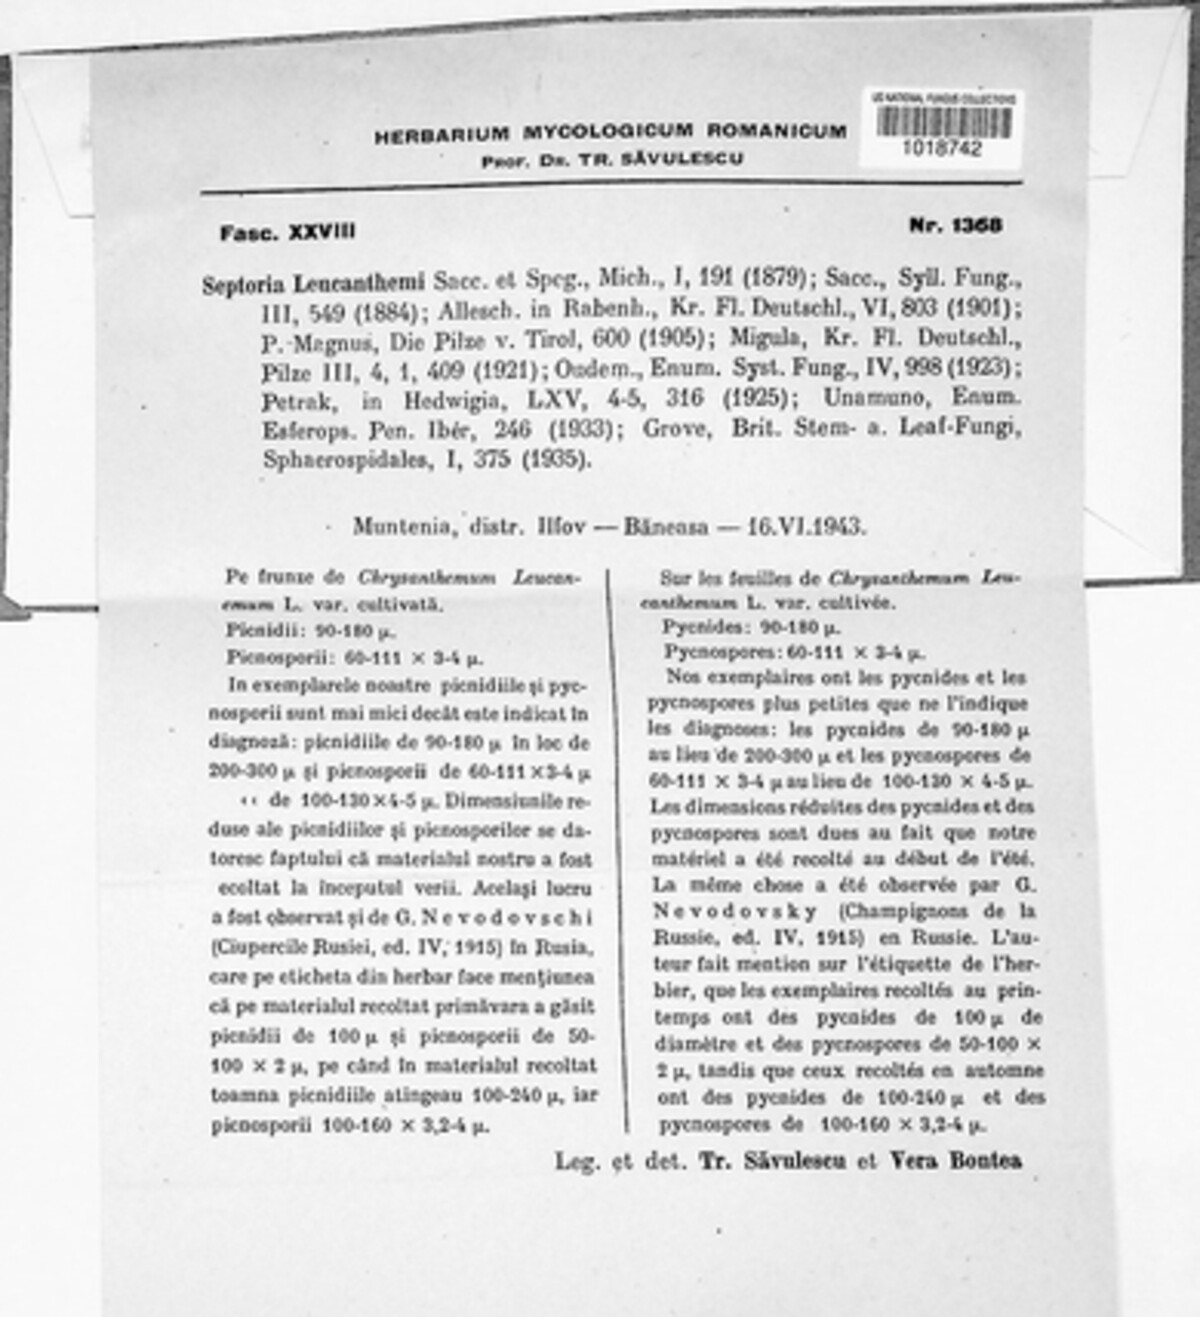 US NATIONAL FUNGUS COLLECTIONS
1018742
HERBARIUM MYCOLOGICUM ROMANICUM
PROF. DR. TR. SĂVULESCU
Fasc. XXVIII
Nr. 1368
Septoria Leucanthemi Sacc. et Speg., Mich., I, 191 (1879); Sacc., Syll. Fung.,
III, 549 (1884); Allesch. in Rabenh., Kr. Fl. Deutschl., VI, 803 (1901);
P. Magnus, Die Pilze v. Tirol, 600 (1905); Migula, Kr. Fl. Deutschl.,
Pilze III, 4, 1, 409 (1921); Oudem., Enum. Syst. Fung., IV, 998 (1923);
Petrak, in Hedwigia, LXV, 4-5, 316 (1925); Unamuno, Enum.
Esferops. Pen. Ibér, 246 (1933); Grove, Brit. Stem- a. Leaf-Fungi,
Sphaerospidales, I, 375 (1935).
Muntenia, distr. Ilfov — Băneasa — 16.VI.1943.
Pe frunze de Chrysanthemum Leucan-
emum L. var. cultivată.
Picnidii: 90-180 µ.
Picnosporii: 60-111 × 3-4 µ.
In exemplarele noastre picnidiile și pyc-
nosporii sunt mai mici decât este indicat în
diagnoză: picnidiile de 90-180 µ în loc de
200-300 µ și picnosporii de 60-111 ×3-4 µ
‹‹ de 100-130×4-5 µ. Dimensiunile re-
duse ale picnidiilor și picnosporilor se da-
toresc faptului că materialul nostru a fost
ecoltat la începutul verii. Același lucru
a fost observat și de G. Nevodovschi
(Ciupercile Rusiei, ed. IV, 1915) în Rusia,
care pe eticheta din herbar face mențiunea
că pe materialul recoltat primăvara a găsit
picnidii de 100 µ și picnosporii de 50-
100 × 2 µ, pe când în materialul recoltat
toamna picnidiile atingeau 100-240 µ, iar
picnosporii 100-160 × 3,2-4 µ.
Sur les feuilles de Chrysanthemum Leu-
canthemum L. var. cultivée.
Pycnides: 90-180 µ.
Pycnospores: 60-111 × 3-4 µ.
Nos exemplaires ont les pycnides et les
pycnospores plus petites que ne l'indique
les diagnoses: les pycnides de 90-180 µ
au lieu de 200-300 µ et les pycnospores de
60-111 × 3-4 µ au lieu de 100-130 × 4-5 µ.
Les dimensions réduites des pycnides et des
pycnospores sont dues au fait que notre
matériel a été recolté au début de l'été.
La même chose a été observée par G.
Nevodovsky (Champignons de la
Russie, ed. IV, 1915) en Russie. L'au-
teur fait mention sur l'étiquette de l'her-
bier, que les exemplaires recoltés au prin-
temps ont des pycnides de 100 µ de
diamètre et des pycnospores de 50-100 ×
2 µ, tandis que ceux recoltés en automne
ont des pycnides de 100-240 µ et des
pycnospores de 100-160 × 3,2-4 µ.
Leg. et det. Tr. Săvulescu et Vera Bontea